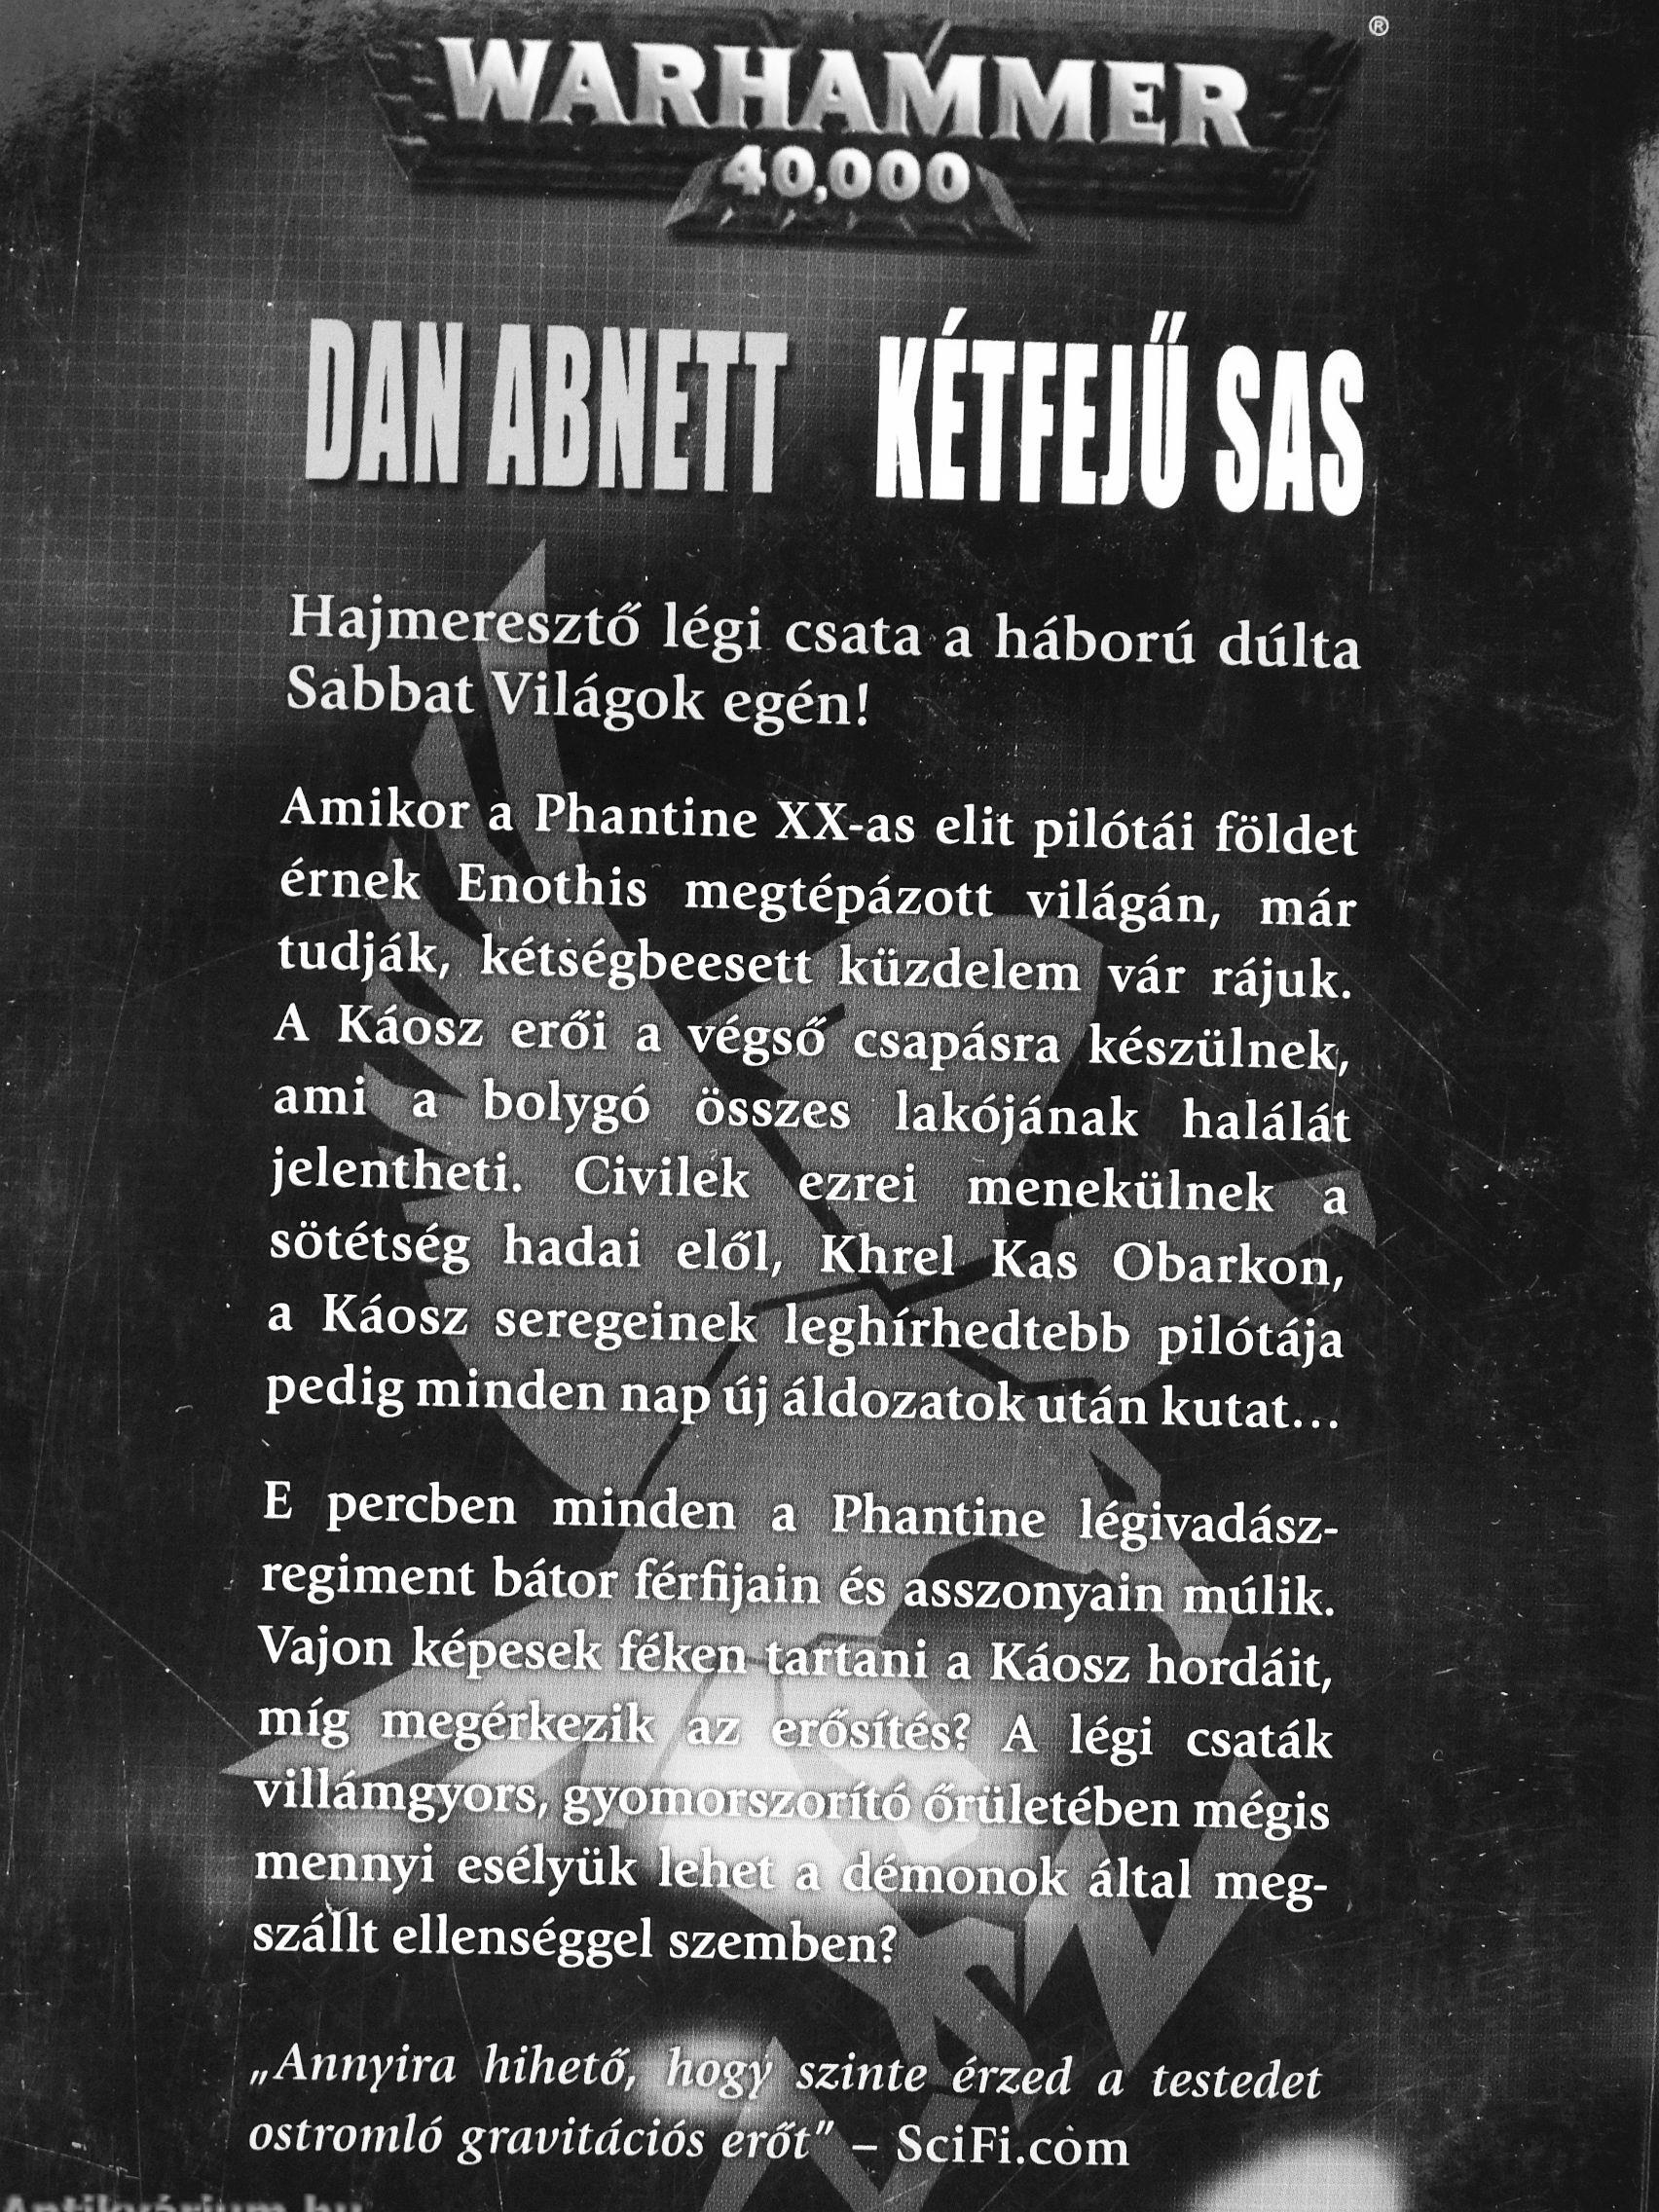 WARHAMMER®
40,000
DAN ABNETT KÉTFEJŰ SAS
Hajmeresztő légi csata a háború dúlta
Sabbat Világok egén!
Amikor a Phantine XX-as elit pilótái földet
érnek Enothis megtépázott világán, már
tudják, kétségbeesett küzdelem vár rájuk.
A Káosz erői a végső csapásra készülnek,
ami a bolygó összes lakójának halálát
jelentheti. Civilek ezrei menekülnek a
sötétség hadai elől, Khrel Kas Obarkon,
a Káosz seregeinek leghírhedtebb pilótája
pedig minden nap új áldozatok után kutat...
E percben minden a Phantine légivadász-
regiment bátor férfijain és asszonyain múlik.
Vajon képesek féken tartani a Káosz hordáit,
míg megérkezik az erősítés? A légi csaták
villámgyors, gyomorszorító őrületében mégis
mennyi esélyük lehet a démonok által meg-
szállt ellenséggel szemben?
„Annyira hihető, hogy szinte érzed a testedet
ostromló gravitációs erőt" – SciFi.com
Antikvárium.hu